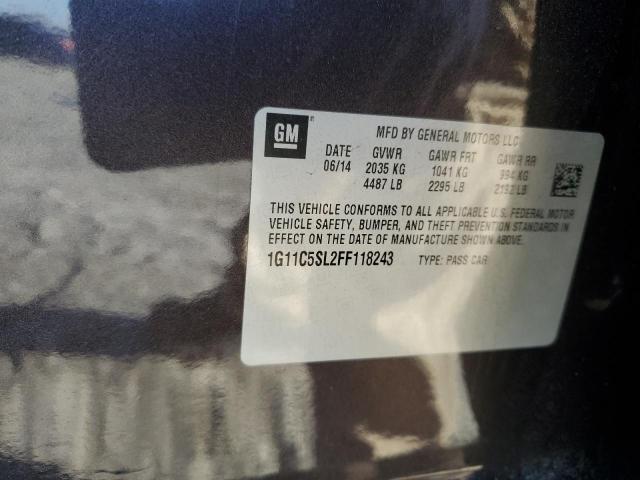 GM
MFD BY GENERAL MOTORS LLC
DATE GVWR GAWR FRT GAWR RR
06/14 2035 KG 1041 KG 994 KG
4487 LB 2295 LB 2192 LB
THIS VEHICLE CONFORMS TO ALL APPLICABLE U.S. FEDERAL MOTOR
VEHICLE SAFETY, BUMPER, AND THEFT PREVENTION STANDARDS IN
EFFECT ON THE DATE OF MANUFACTURE SHOWN ABOVE.
1G11C5SL2FF118243 TYPE: PASS CAR